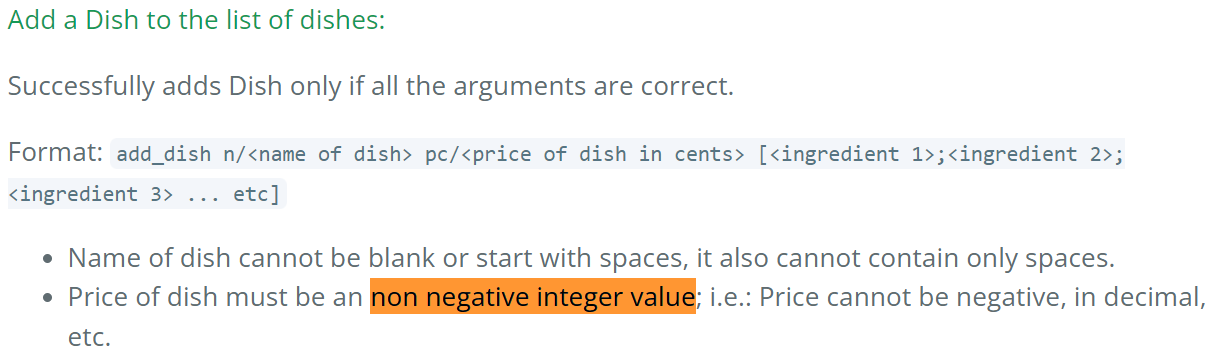 Add a Dish to the list of dishes:
Successfully adds Dish only if all the arguments are correct.
Format: add_dish n/<name of dish> pc/<price of dish in cents> [<ingredient 1>;<ingredient 2>;
<ingredient 3> ... etc]
• Name of dish cannot be blank or start with spaces, it also cannot contain only spaces.
• Price of dish must be an non negative integer value; i.e.: Price cannot be negative, in decimal,
etc.